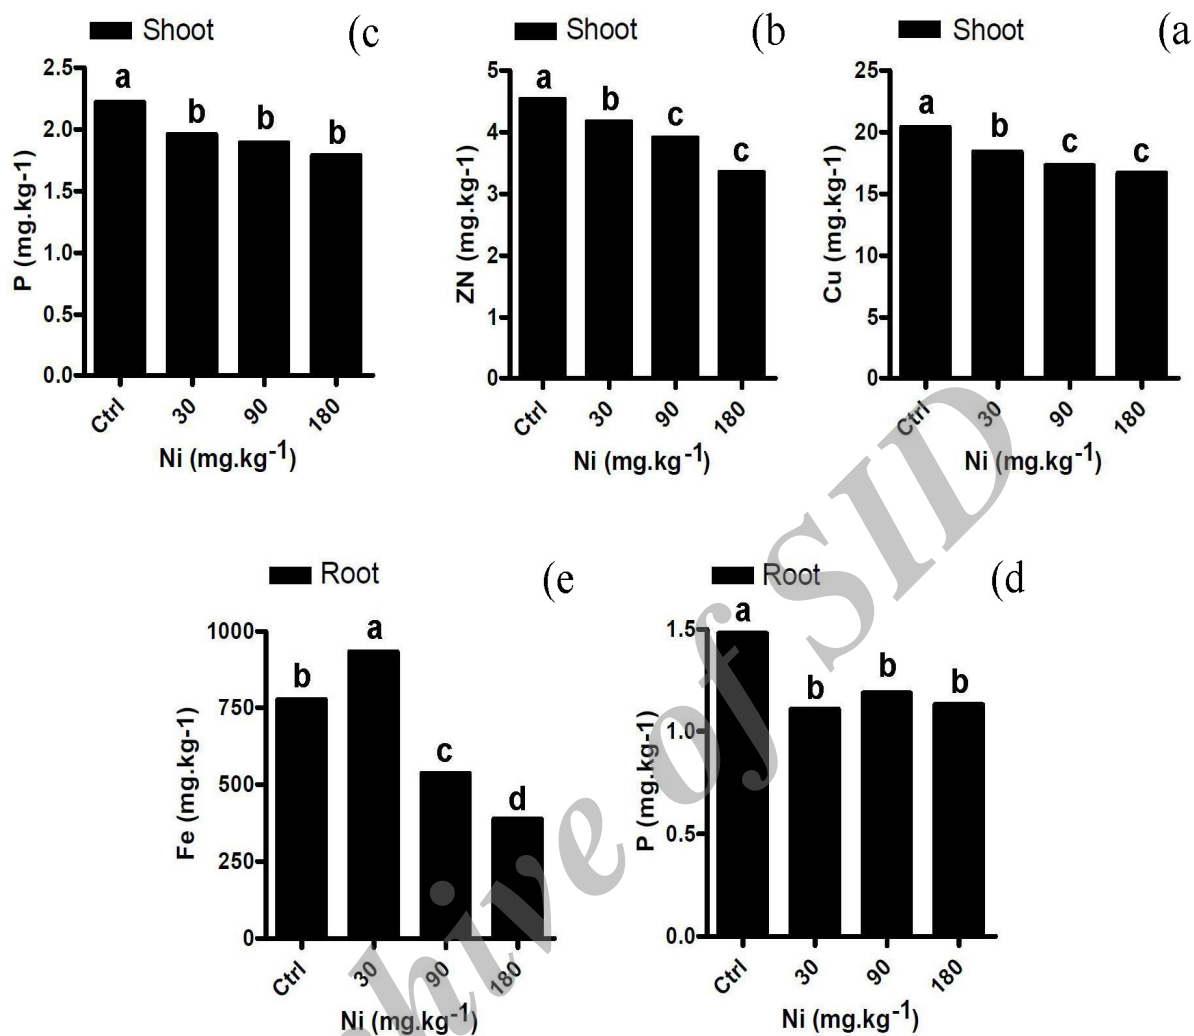 Shoot (c
P (mg.kg-1)
2.5
2.0
1.5
1.0
0.5
0.0
a b b b
Ctrl 30 90 180
Ni (mg.kg-1)
Shoot (b
ZN (mg.kg-1)
5
4
3
2
1
0
a b c c
Ctrl 30 90 180
Ni (mg.kg-1)
Shoot (a
Cu (mg.kg-1)
25
20
15
10
5
0
a b c c
Ctrl 30 90 180
Ni (mg.kg-1)
Root (e
Fe (mg.kg-1)
1000
750
500
250
0
b a c d
Ctrl 30 90 180
Ni (mg.kg-1)
Root (d
P (mg.kg-1)
1.5
1.0
0.5
0.0
a b b b
Ctrl 30 90 180
Ni (mg.kg-1)
hive of SID